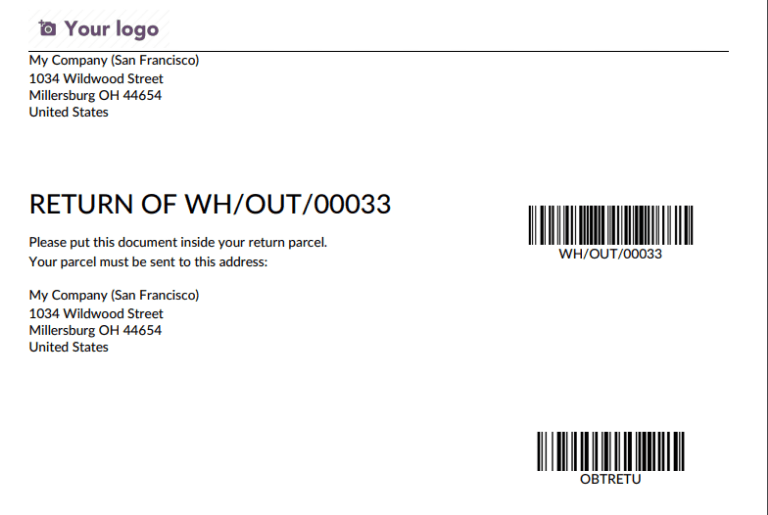 Your logo
My Company (San Francisco)
1034 Wildwood Street
Millersburg OH 44654
United States
RETURN OF WH/OUT/00033
WH/OUT/00033
Please put this document inside your return parcel.
Your parcel must be sent to this address:
My Company (San Francisco)
1034 Wildwood Street
Millersburg OH 44654
United States
OBTRETU